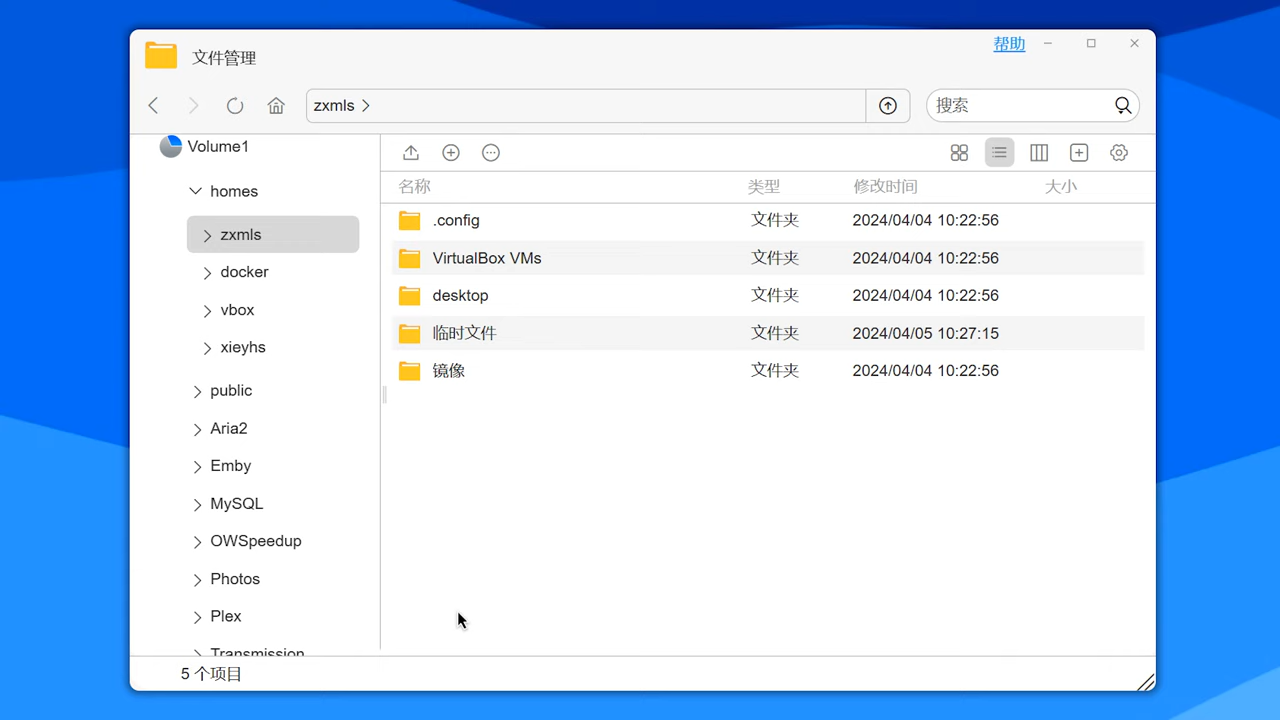 文件管理
帮助
zxmls
搜索
Volume1
homes
zxmls
docker
vbox
xieyhs
public
Aria2
Emby
MySQL
OWSpeedup
Photos
Plex
Transmission
名称 类型 修改时间 大小
.config 文件夹 2024/04/04 10:22:56
VirtualBox VMs 文件夹 2024/04/04 10:22:56
desktop 文件夹 2024/04/04 10:22:56
临时文件 文件夹 2024/04/05 10:27:15
镜像 文件夹 2024/04/04 10:22:56
5 个项目